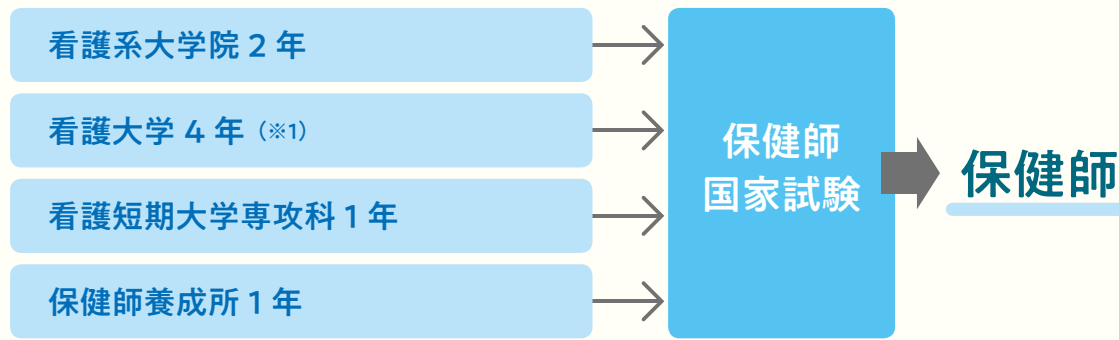 看護系大学院 2 年
看護大学 4 年（※1）
看護短期大学専攻科 1 年
保健師養成所 1 年
保健師
国家試験
保健師